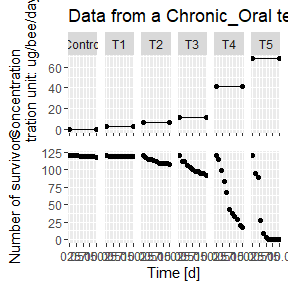 Data from a Chronic_Oral te
Contro T1 T2 T3 T4 T5
Concentration
tration unit: ug/bee/day
60
40
20
0
Number of survivors
125
100
75
50
25
0
Time [d]